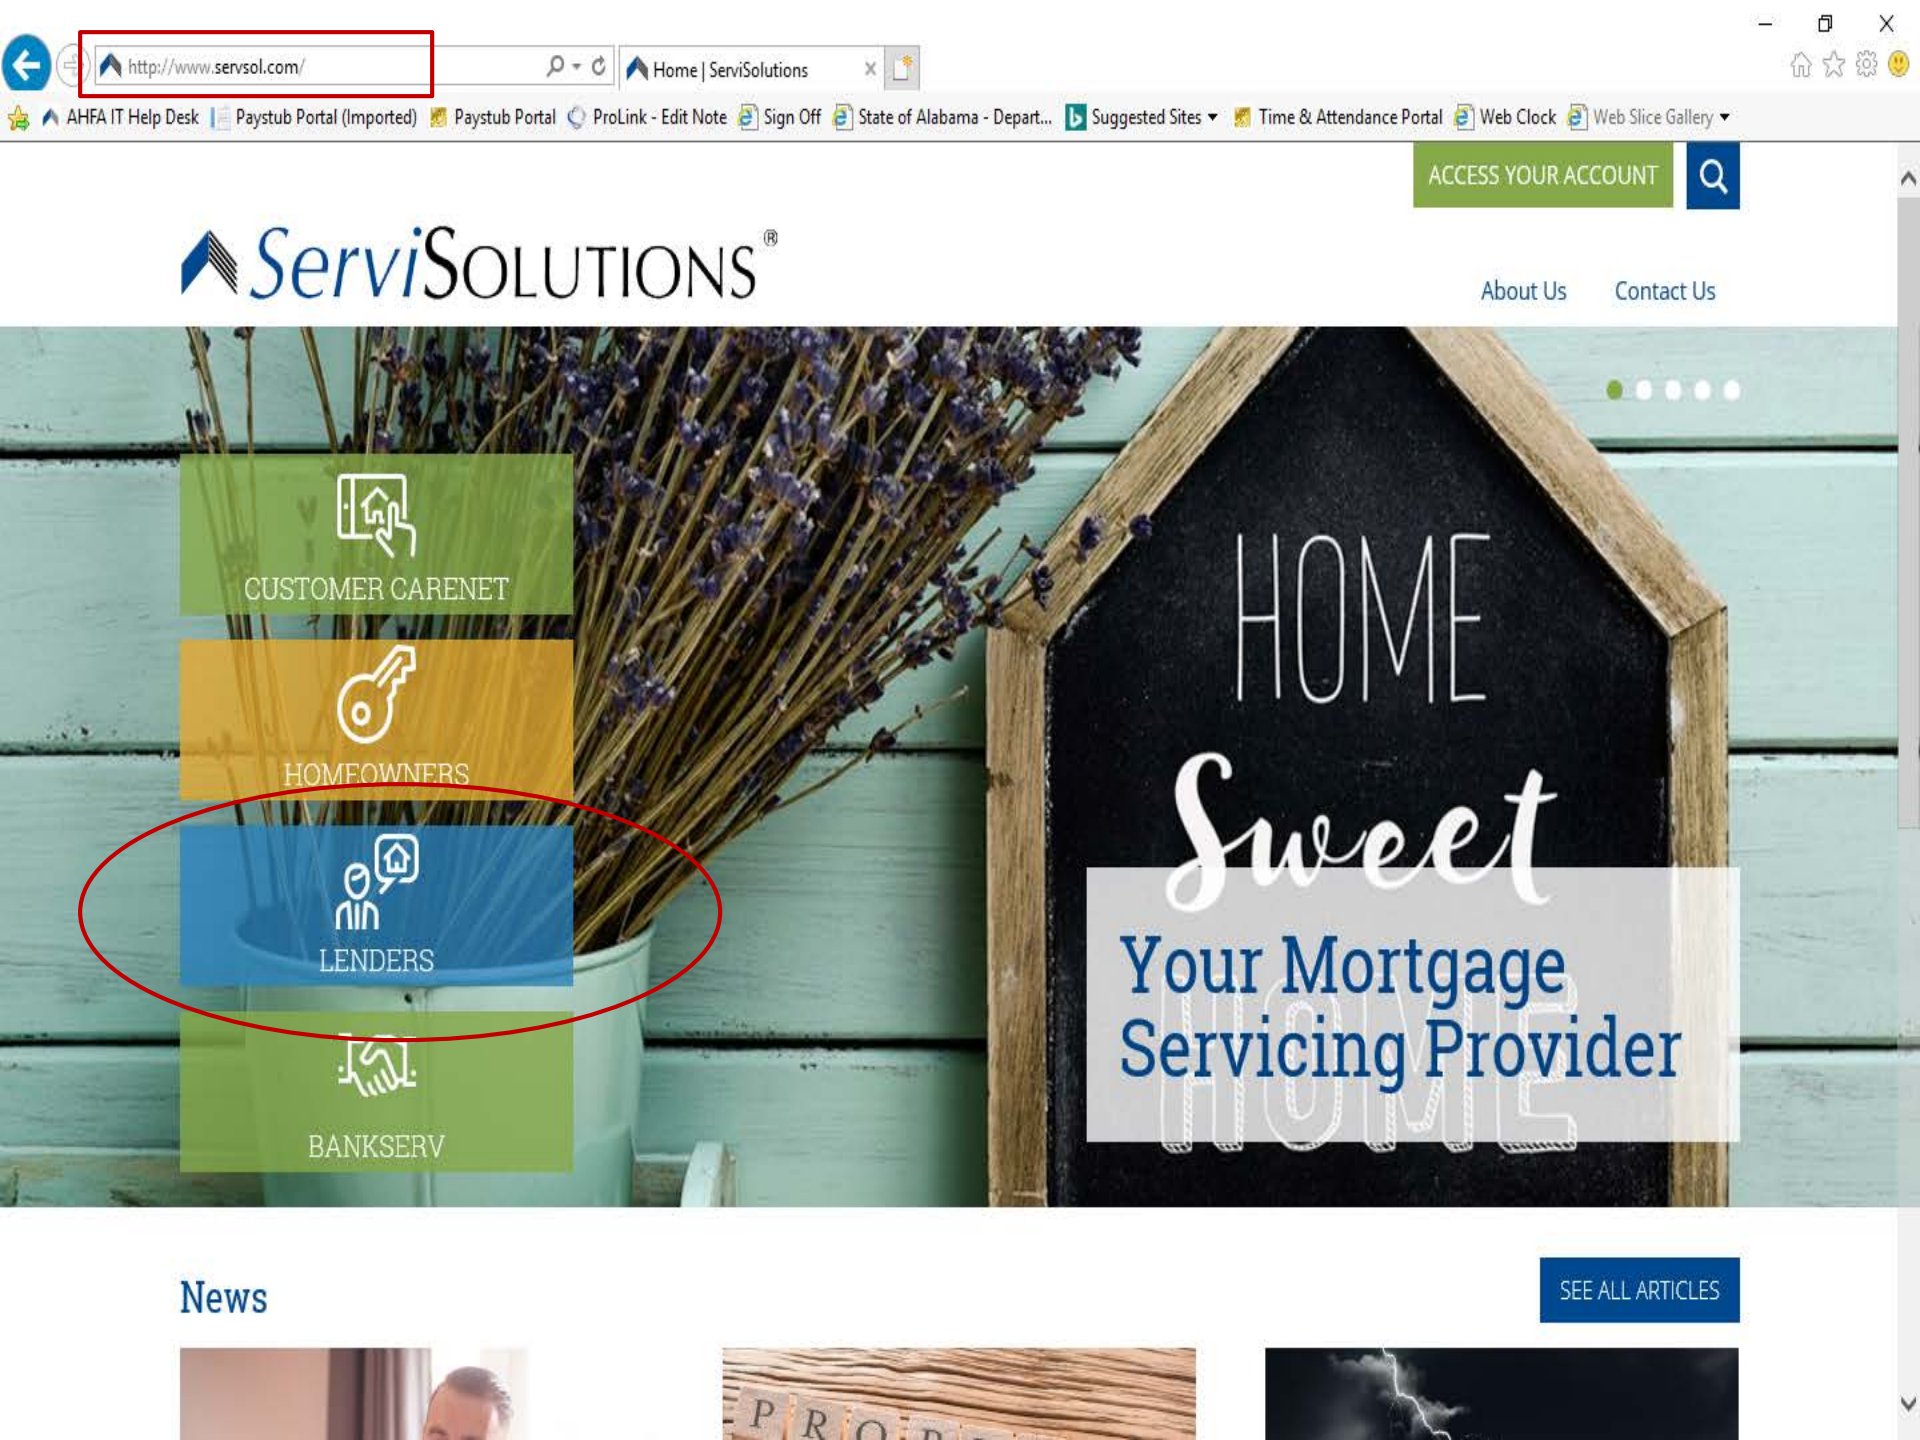 http://www.servsol.com/
Home | ServiSolutions
AHFA IT Help Desk Paystub Portal (Imported) Paystub Portal ProLink - Edit Note Sign Off State of Alabama - Depart... Suggested Sites Time & Attendance Portal Web Clock Web Slice Gallery
ACCESS YOUR ACCOUNT
ServiSOLUTIONS®
About Us Contact Us
CUSTOMER CARENET
HOMEOWNERS
LENDERS
BANKSERV
HOME
Sweet
HOME
Your Mortgage
Servicing Provider
News
SEE ALL ARTICLES
P R O P